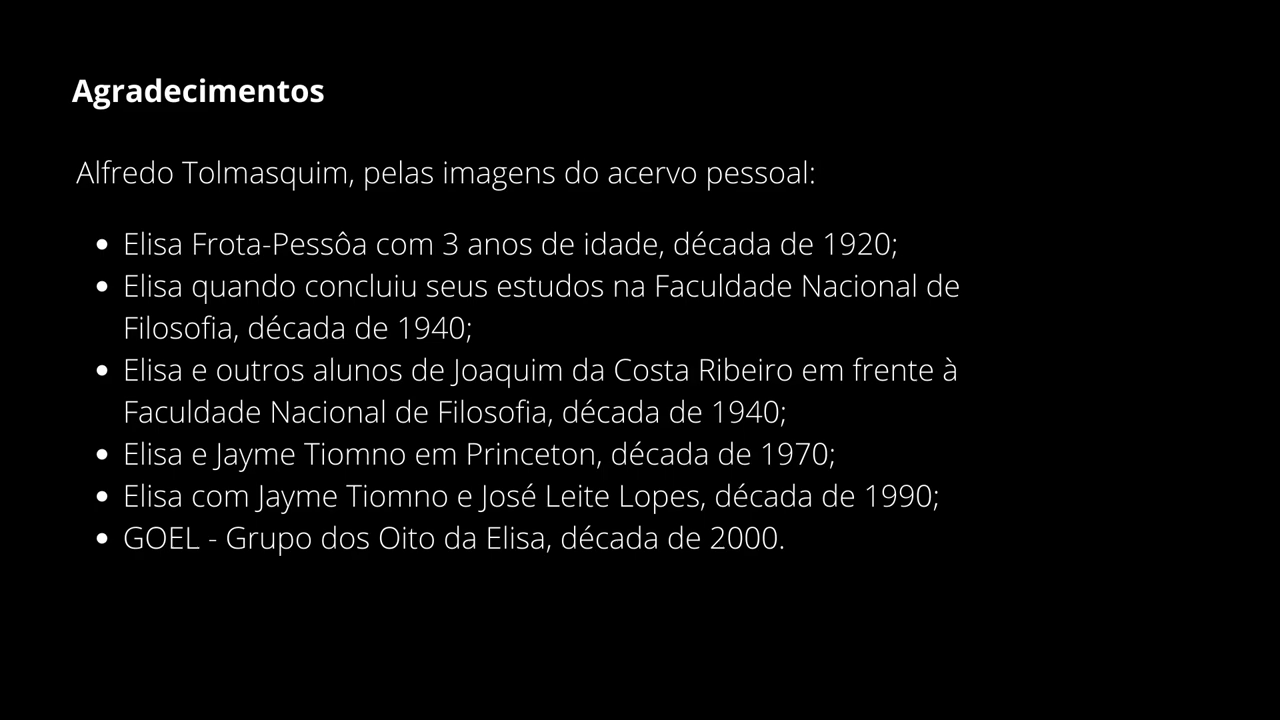 Agradecimentos
Alfredo Tolmasquim, pelas imagens do acervo pessoal:
• Elisa Frota-Pessôa com 3 anos de idade, década de 1920;
• Elisa quando concluiu seus estudos na Faculdade Nacional de
Filosofia, década de 1940;
• Elisa e outros alunos de Joaquim da Costa Ribeiro em frente à
Faculdade Nacional de Filosofia, década de 1940;
• Elisa e Jayme Tiomno em Princeton, década de 1970;
• Elisa com Jayme Tiomno e José Leite Lopes, década de 1990;
• GOEL - Grupo dos Oito da Elisa, década de 2000.